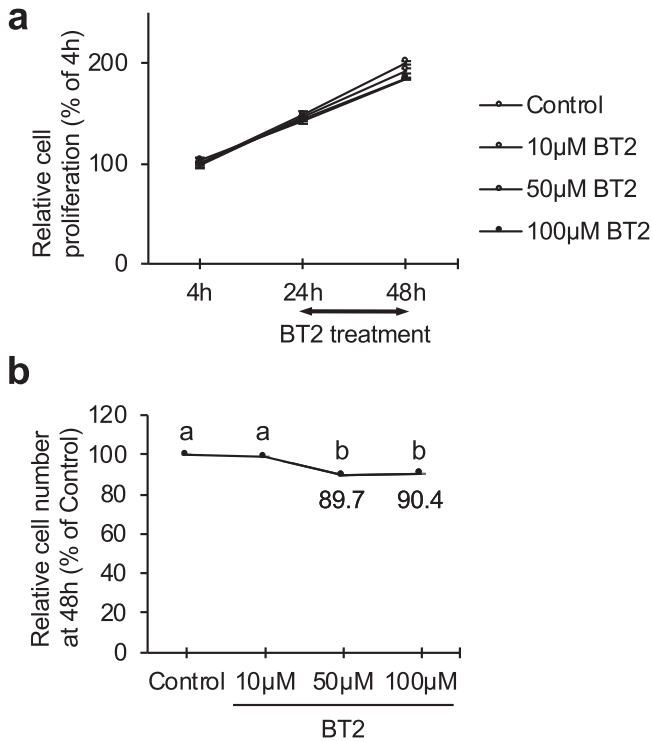 a
Relative cell
proliferation (% of 4h)
200
100
0
4h 24h 48h
BT2 treatment
Control
10µM BT2
50µM BT2
100µM BT2
b
Relative cell number
at 48h (% of Control)
120
100
80
60
40
20
0
a a b b
89.7 90.4
Control 10µM 50µM 100µM
BT2